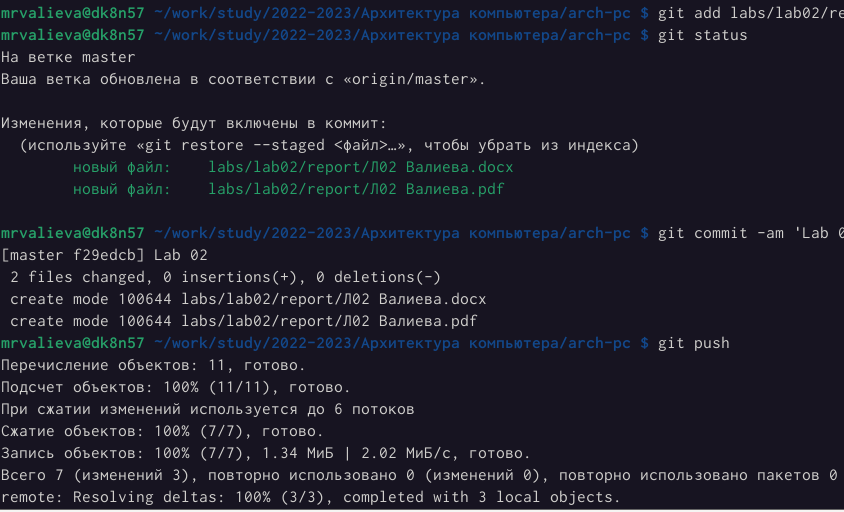 mrvalieva@dk8n57 ~/work/study/2022-2023/Архитектура компьютера/arch-pc $ git add labs/lab02/re
mrvalieva@dk8n57 ~/work/study/2022-2023/Архитектура компьютера/arch-pc $ git status
На ветке master
Ваша ветка обновлена в соответствии с «origin/master».
Изменения, которые будут включены в коммит:
(используйте «git restore --staged <файл>…», чтобы убрать из индекса)
новый файл: labs/lab02/report/Л02 Валиева.docx
новый файл: labs/lab02/report/Л02 Валиева.pdf
mrvalieva@dk8n57 ~/work/study/2022-2023/Архитектура компьютера/arch-pc $ git commit -am 'Lab 0
[master f29edcb] Lab 02
2 files changed, 0 insertions(+), 0 deletions(-)
create mode 100644 labs/lab02/report/Л02 Валиева.docx
create mode 100644 labs/lab02/report/Л02 Валиева.pdf
mrvalieva@dk8n57 ~/work/study/2022-2023/Архитектура компьютера/arch-pc $ git push
Перечисление объектов: 11, готово.
Подсчет объектов: 100% (11/11), готово.
При сжатии изменений используется до 6 потоков
Сжатие объектов: 100% (7/7), готово.
Запись объектов: 100% (7/7), 1.34 МиБ | 2.02 МиБ/с, готово.
Всего 7 (изменений 3), повторно использовано 0 (изменений 0), повторно использовано пакетов 0
remote: Resolving deltas: 100% (3/3), completed with 3 local objects.